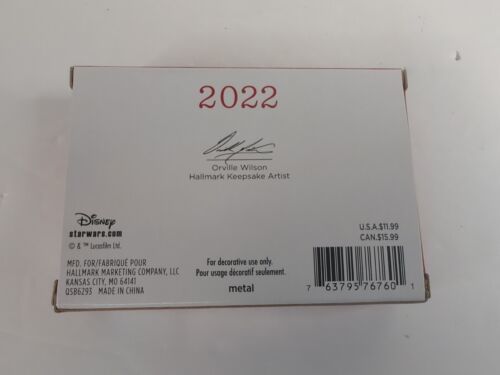 2022
Orville Wilson
Hallmark Keepsake Artist
Disney
starwars.com
© & ™ Lucasfilm Ltd.
MFD. FOR/FABRIQUÉ POUR
HALLMARK MARKETING COMPANY, LLC
KANSAS CITY, MO 64141
QSB6293 MADE IN CHINA
For decorative use only.
Pour usage décoratif seulement.
metal
U.S.A.$11.99
CAN.$15.99
7 63795 76760 1